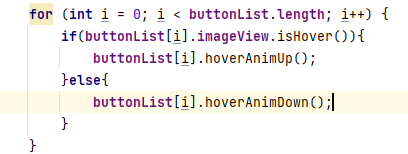 for (int i = 0; i < buttonList.length; i++) {
    if(buttonList[i].imageView.isHover()){
        buttonList[i].hoverAnimUp();
    }else{
        buttonList[i].hoverAnimDown();
    }
}